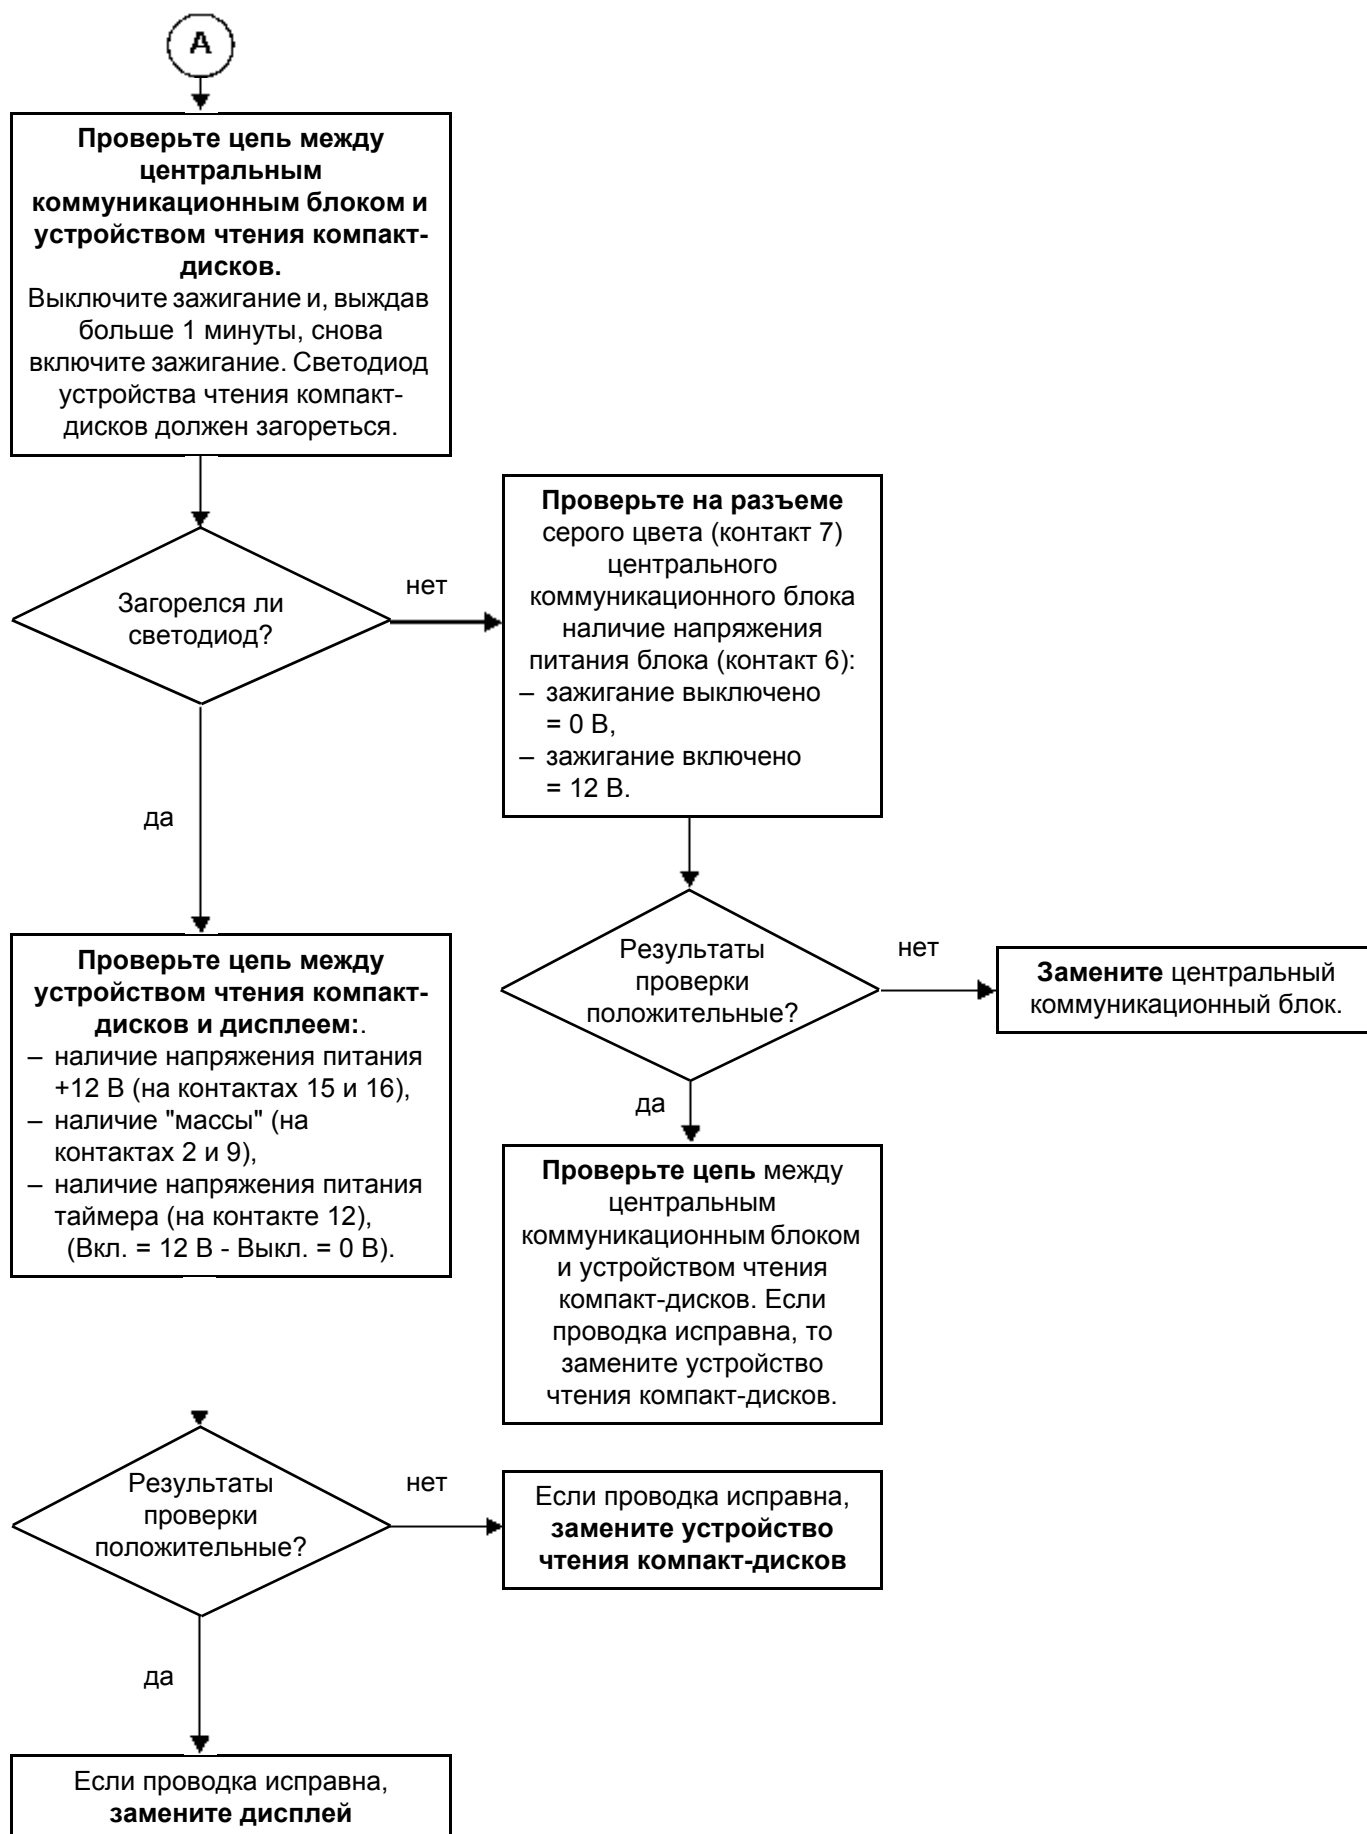 A
Проверьте цепь между
центральным
коммуникационным блоком и
устройством чтения компакт-
дисков.
Выключите зажигание и, выждав
больше 1 минуты, снова
включите зажигание. Светодиод
устройства чтения компакт-
дисков должен загореться.
Загорелся ли
светодиод?
нет
Проверьте на разъеме
серого цвета (контакт 7)
центрального
коммуникационного блока
наличие напряжения
питания блока (контакт 6):
– зажигание выключено
= 0 В,
– зажигание включено
= 12 В.
да
Проверьте цепь между
устройством чтения компакт-
дисков и дисплеем:.
– наличие напряжения питания
+12 В (на контактах 15 и 16),
– наличие "массы" (на
контактах 2 и 9),
– наличие напряжения питания
таймера (на контакте 12),
(Вкл. = 12 В - Выкл. = 0 В).
Результаты
проверки
положительные?
нет
Замените центральный
коммуникационный блок.
да
Проверьте цепь между
центральным
коммуникационным блоком
и устройством чтения
компакт-дисков. Если
проводка исправна, то
замените устройство
чтения компакт-дисков.
Результаты
проверки
положительные?
нет
Если проводка исправна,
замените устройство
чтения компакт-дисков
да
Если проводка исправна,
замените дисплей